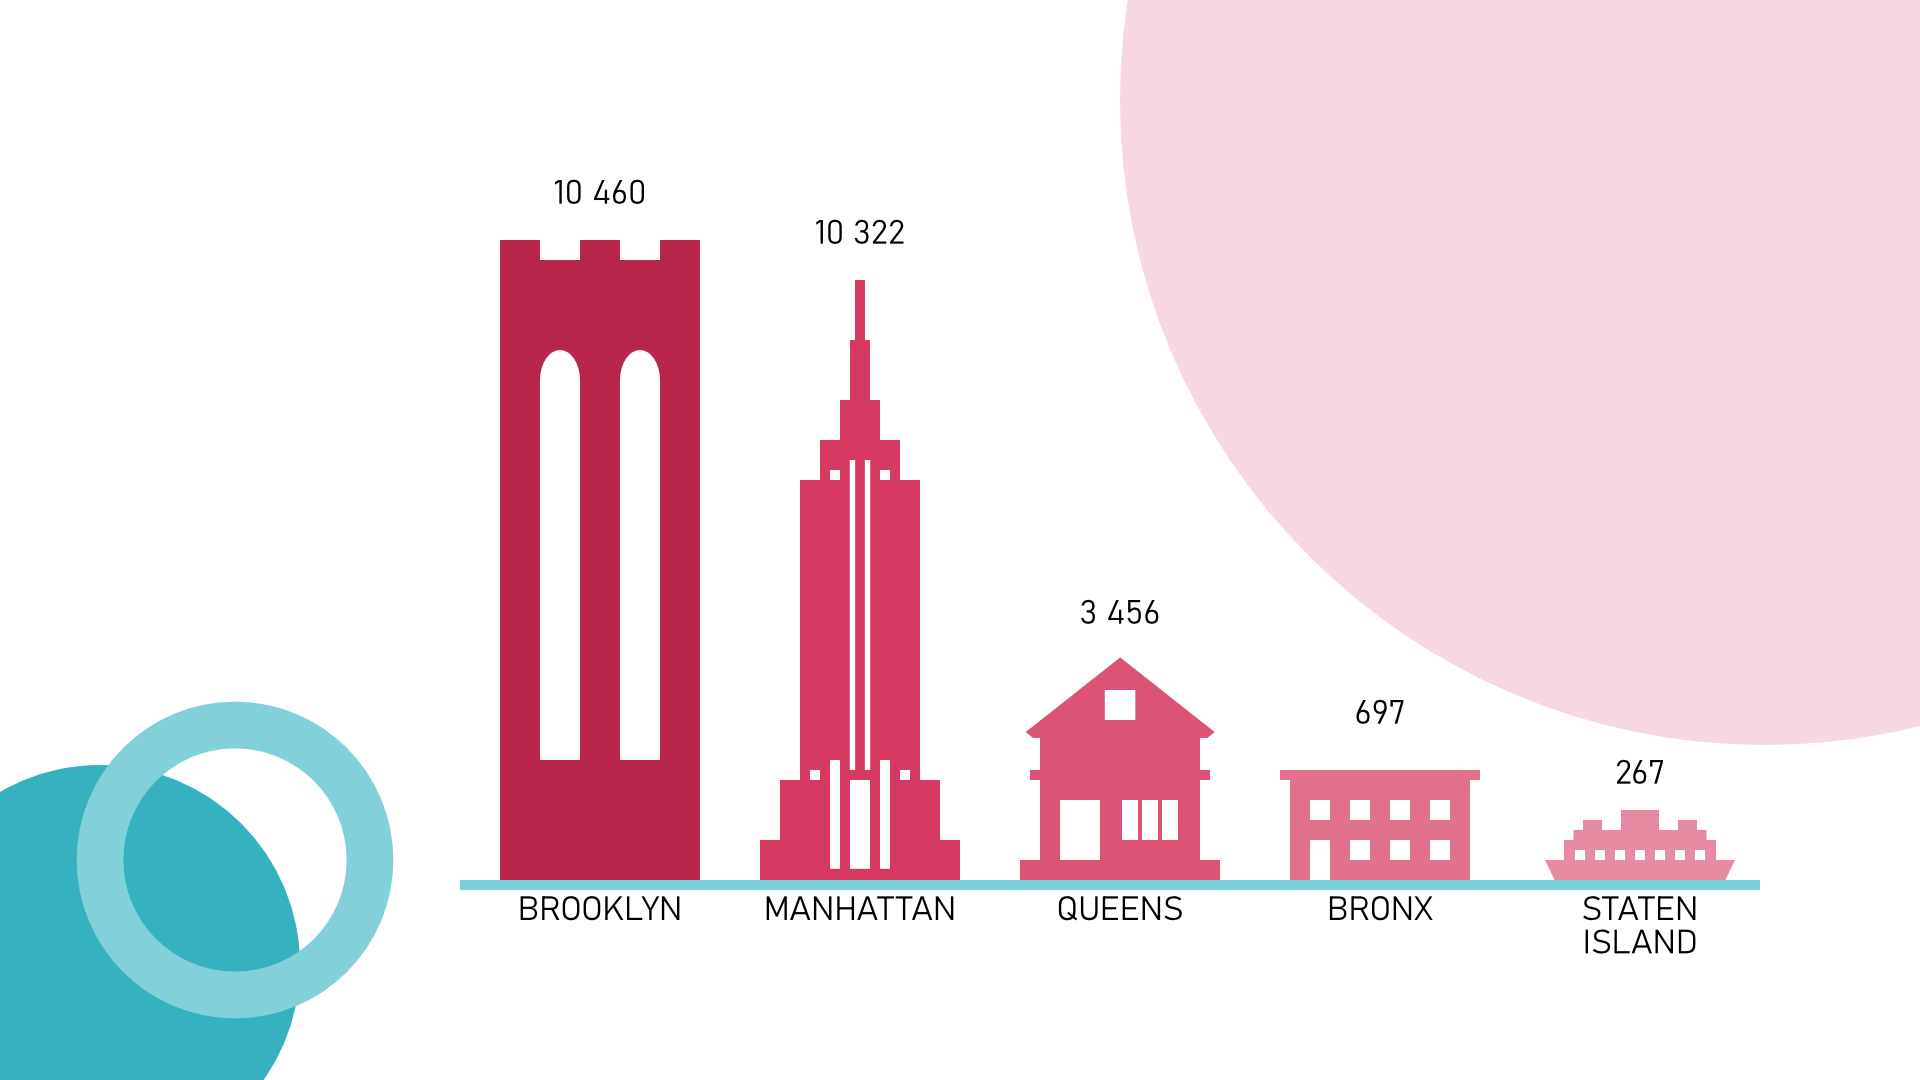 10 460
10 322
3 456
697
267
BROOKLYN
MANHATTAN
QUEENS
BRONX
STATEN
ISLAND